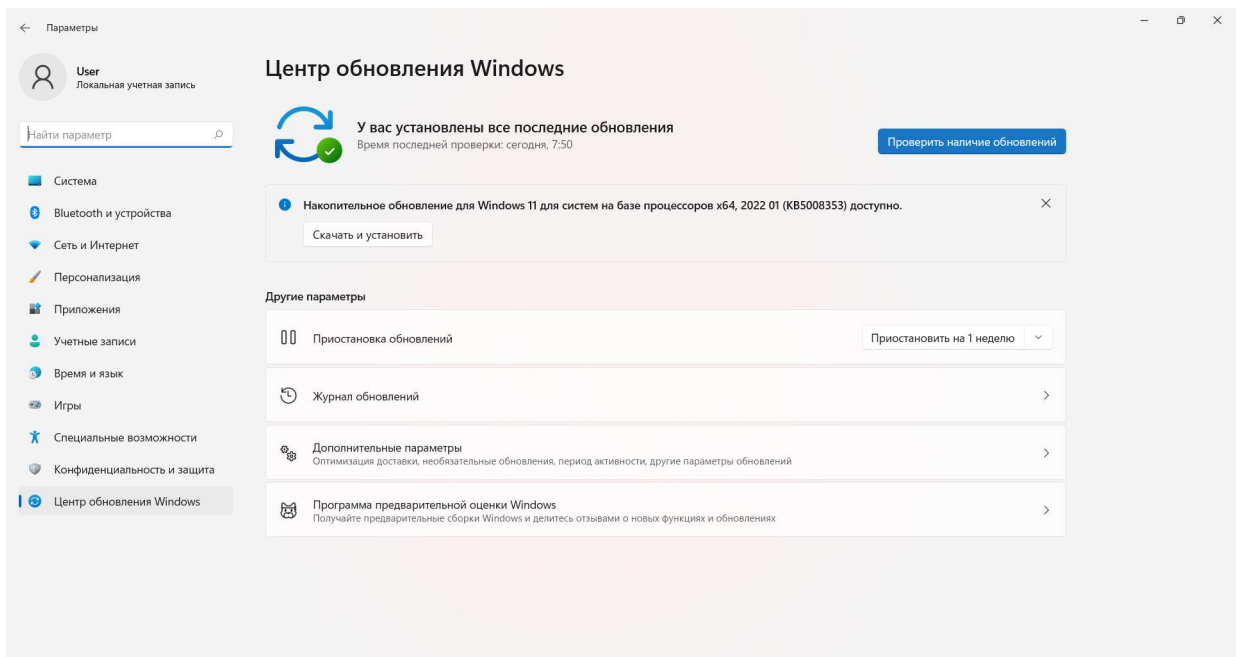 Параметры
User
Локальная учетная запись
Найти параметр
Система
Bluetooth и устройства
Сеть и Интернет
Персонализация
Приложения
Учетные записи
Время и язык
Игры
Специальные возможности
Конфиденциальность и защита
Центр обновления Windows
Центр обновления Windows
У вас установлены все последние обновления
Время последней проверки: сегодня, 7:50
Проверить наличие обновлений
Накопительное обновление для Windows 11 для систем на базе процессоров x64, 2022 01 (KB5008353) доступно.
Скачать и установить
Другие параметры
Приостановка обновлений
Приостановить на 1 неделю
Журнал обновлений
Дополнительные параметры
Оптимизация доставки, необязательные обновления, период активности, другие параметры обновлений
Программа предварительной оценки Windows
Получайте предварительные сборки Windows и делитесь отзывами о новых функциях и обновлениях